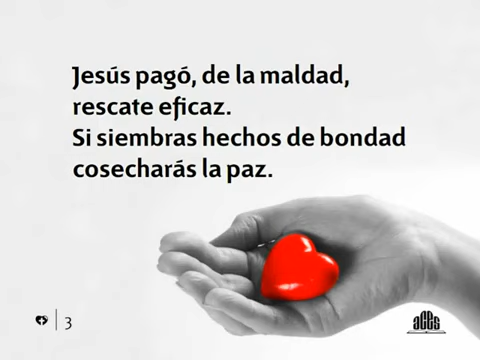 Jesús pagó, de la maldad,
rescate eficaz.
Si siembras hechos de bondad
cosecharás la paz.
3
aces